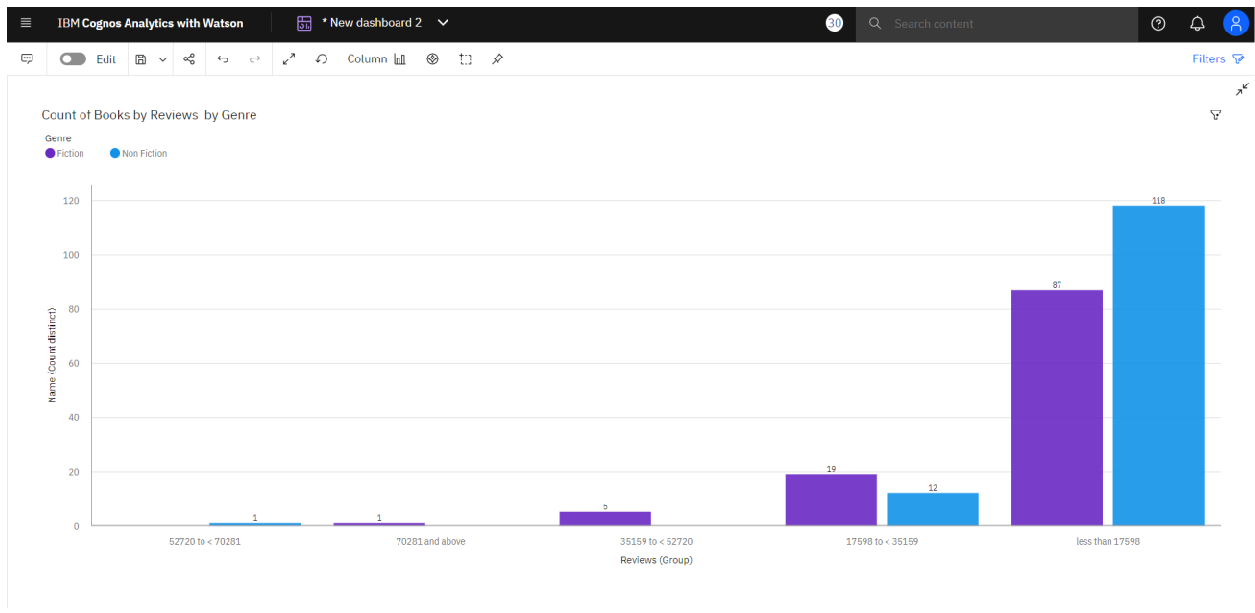 IBM Cognos Analytics with Watson
* New dashboard 2
30
Search content
Edit
Column
Filters
Count of Books by Reviews by Genre
Genre
Fiction
Non Fiction
120
100
80
60
40
20
0
Name (Count distinct)
1
1
5
19
12
87
118
52720 to < 70281
70281 and above
35159 to < 52720
17598 to < 35159
less than 17598
Reviews (Group)